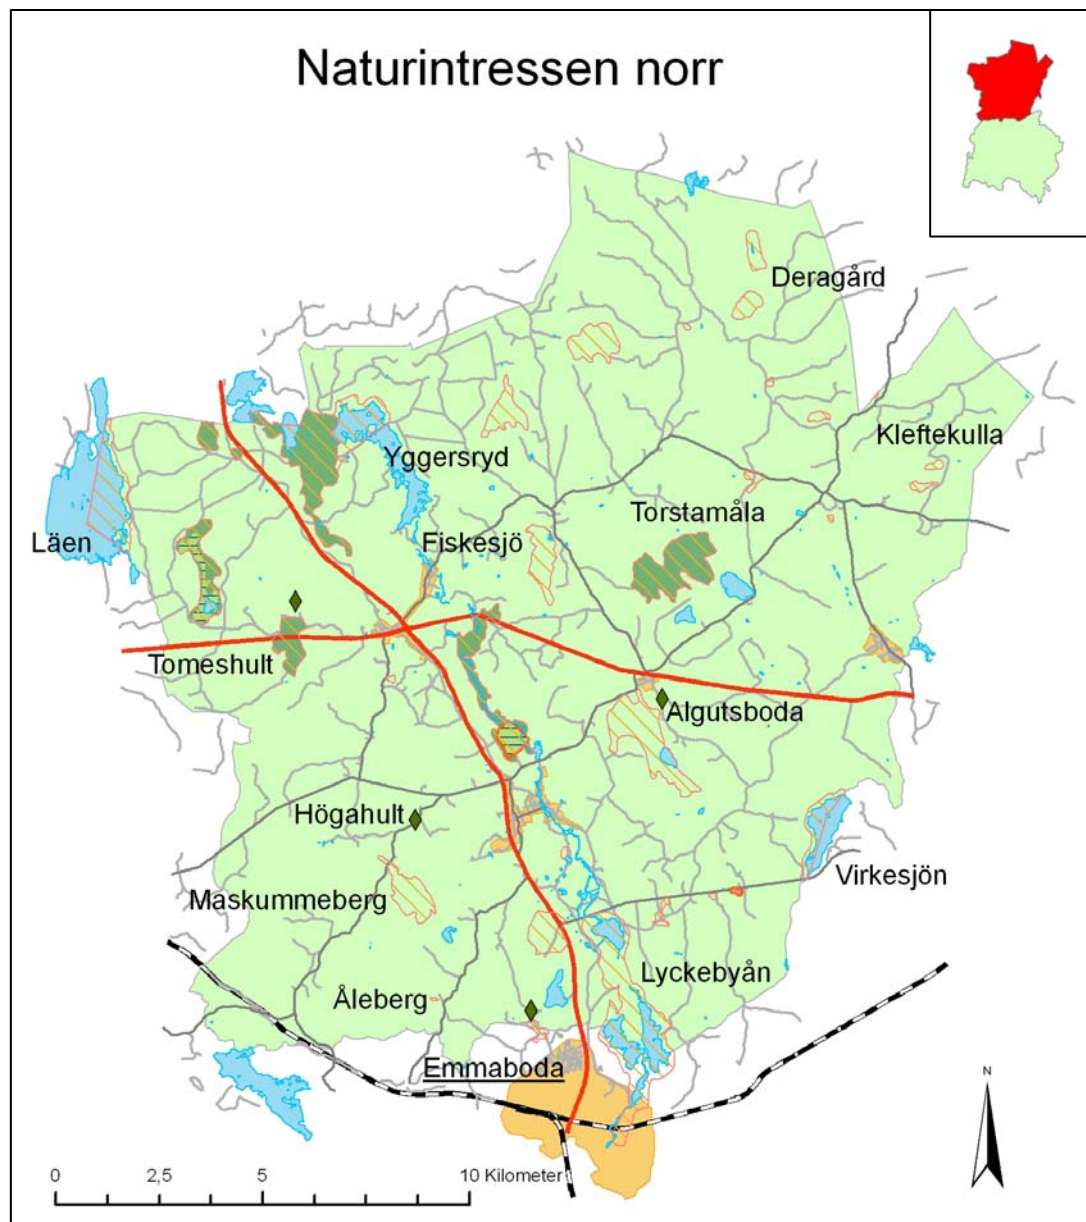 Naturintressen norr
Deragård
Kleftekulla
Yggersryd
Torstamåla
Läen
Fiskesjö
Tomeshult
Algutsboda
Högahult
Virkesjön
Maskummeberg
Lyckebyån
Åleberg
Emmaboda
N
0 2,5 5 10 Kilometer